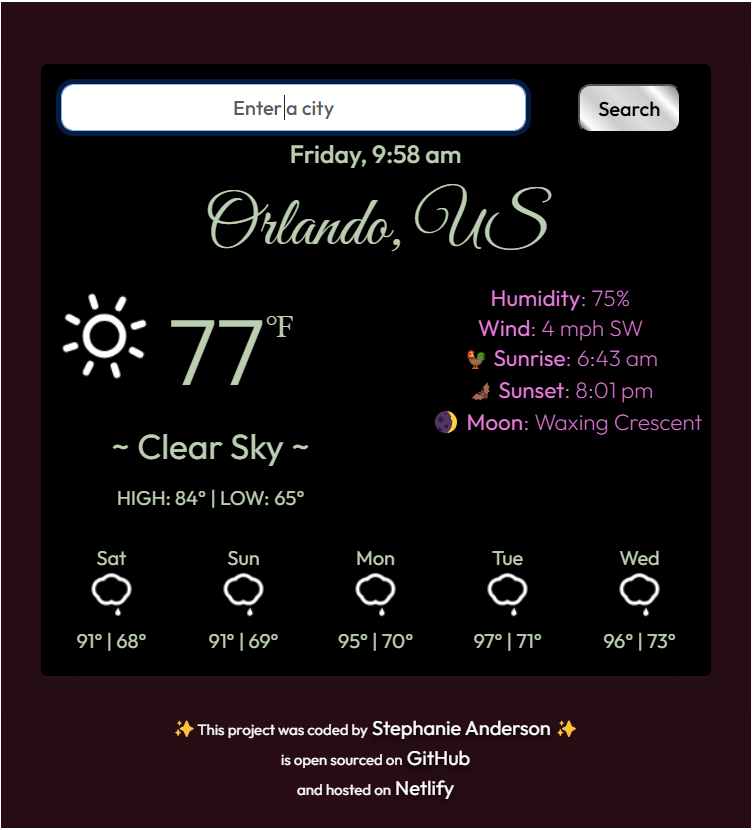 Enter a city
Search
Friday, 9:58 am
Orlando, US
77°F
Humidity: 75%
Wind: 4 mph SW
🐓 Sunrise: 6:43 am
🦇 Sunset: 8:01 pm
🌒 Moon: Waxing Crescent
~ Clear Sky ~
HIGH: 84° | LOW: 65°
Sat Sun Mon Tue Wed
91° | 68° 91° | 69° 95° | 70° 97° | 71° 96° | 73°
✨ This project was coded by Stephanie Anderson ✨
is open sourced on GitHub
and hosted on Netlify